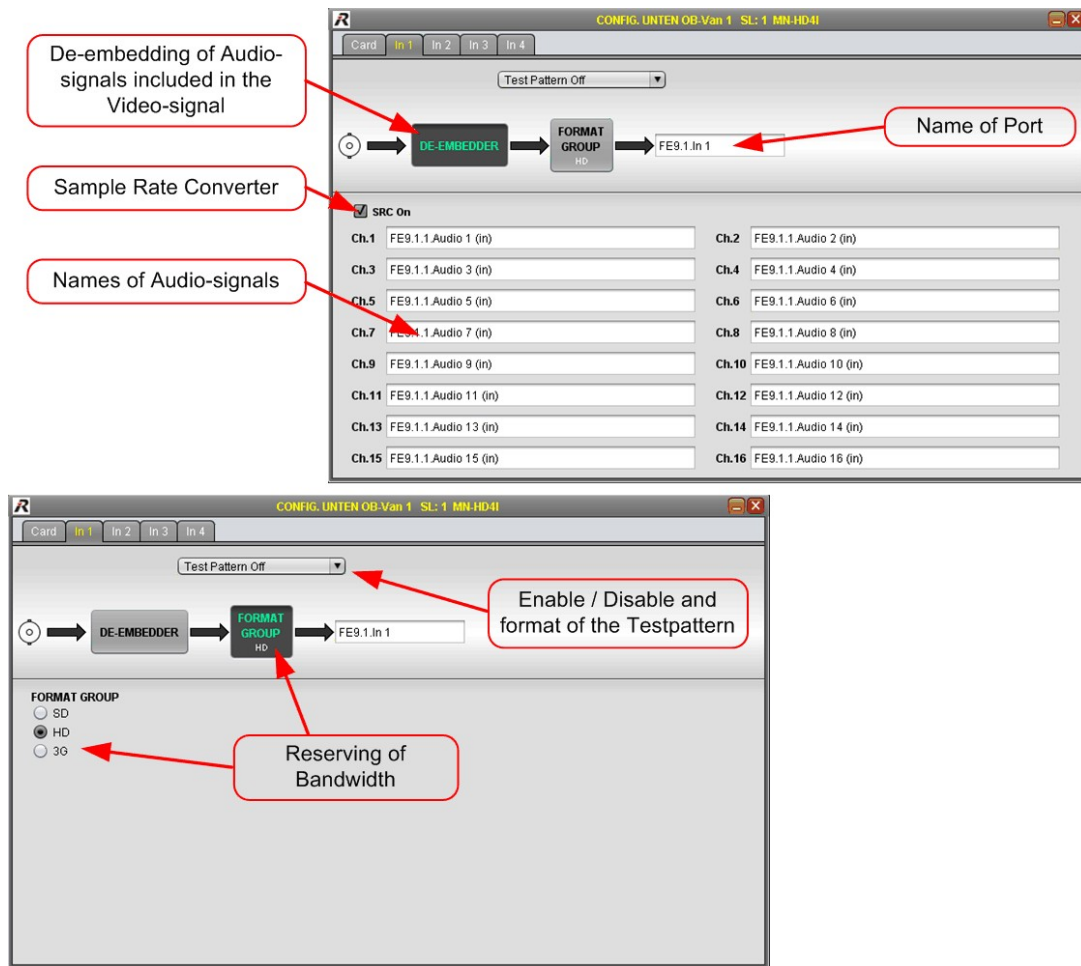 CONFIG. UNTEN OB-Van 1 SL: 1 MN-HD4I
Card In 1 In 2 In 3 In 4
Test Pattern Off
De-embedding of Audio-
signals included in the
Video-signal
DE-EMBEDDER
FORMAT
GROUP
HD
FE9.1.In 1
Name of Port
Sample Rate Converter
SRC On
Ch.1 FE9.1.1.Audio 1 (in) Ch.2 FE9.1.1.Audio 2 (in)
Ch.3 FE9.1.1.Audio 3 (in) Ch.4 FE9.1.1.Audio 4 (in)
Names of Audio-signals
Ch.5 FE9.1.1.Audio 5 (in) Ch.6 FE9.1.1.Audio 6 (in)
Ch.7 FE9.1.1.Audio 7 (in) Ch.8 FE9.1.1.Audio 8 (in)
Ch.9 FE9.1.1.Audio 9 (in) Ch.10 FE9.1.1.Audio 10 (in)
Ch.11 FE9.1.1.Audio 11 (in) Ch.12 FE9.1.1.Audio 12 (in)
Ch.13 FE9.1.1.Audio 13 (in) Ch.14 FE9.1.1.Audio 14 (in)
Ch.15 FE9.1.1.Audio 15 (in) Ch.16 FE9.1.1.Audio 16 (in)
CONFIG. UNTEN OB-Van 1 SL: 1 MN-HD4I
Card In 1 In 2 In 3 In 4
Test Pattern Off
Enable / Disable and
format of the Testpattern
DE-EMBEDDER
FORMAT
GROUP
HD
FE9.1.In 1
FORMAT GROUP
SD
HD
3G
Reserving of
Bandwidth